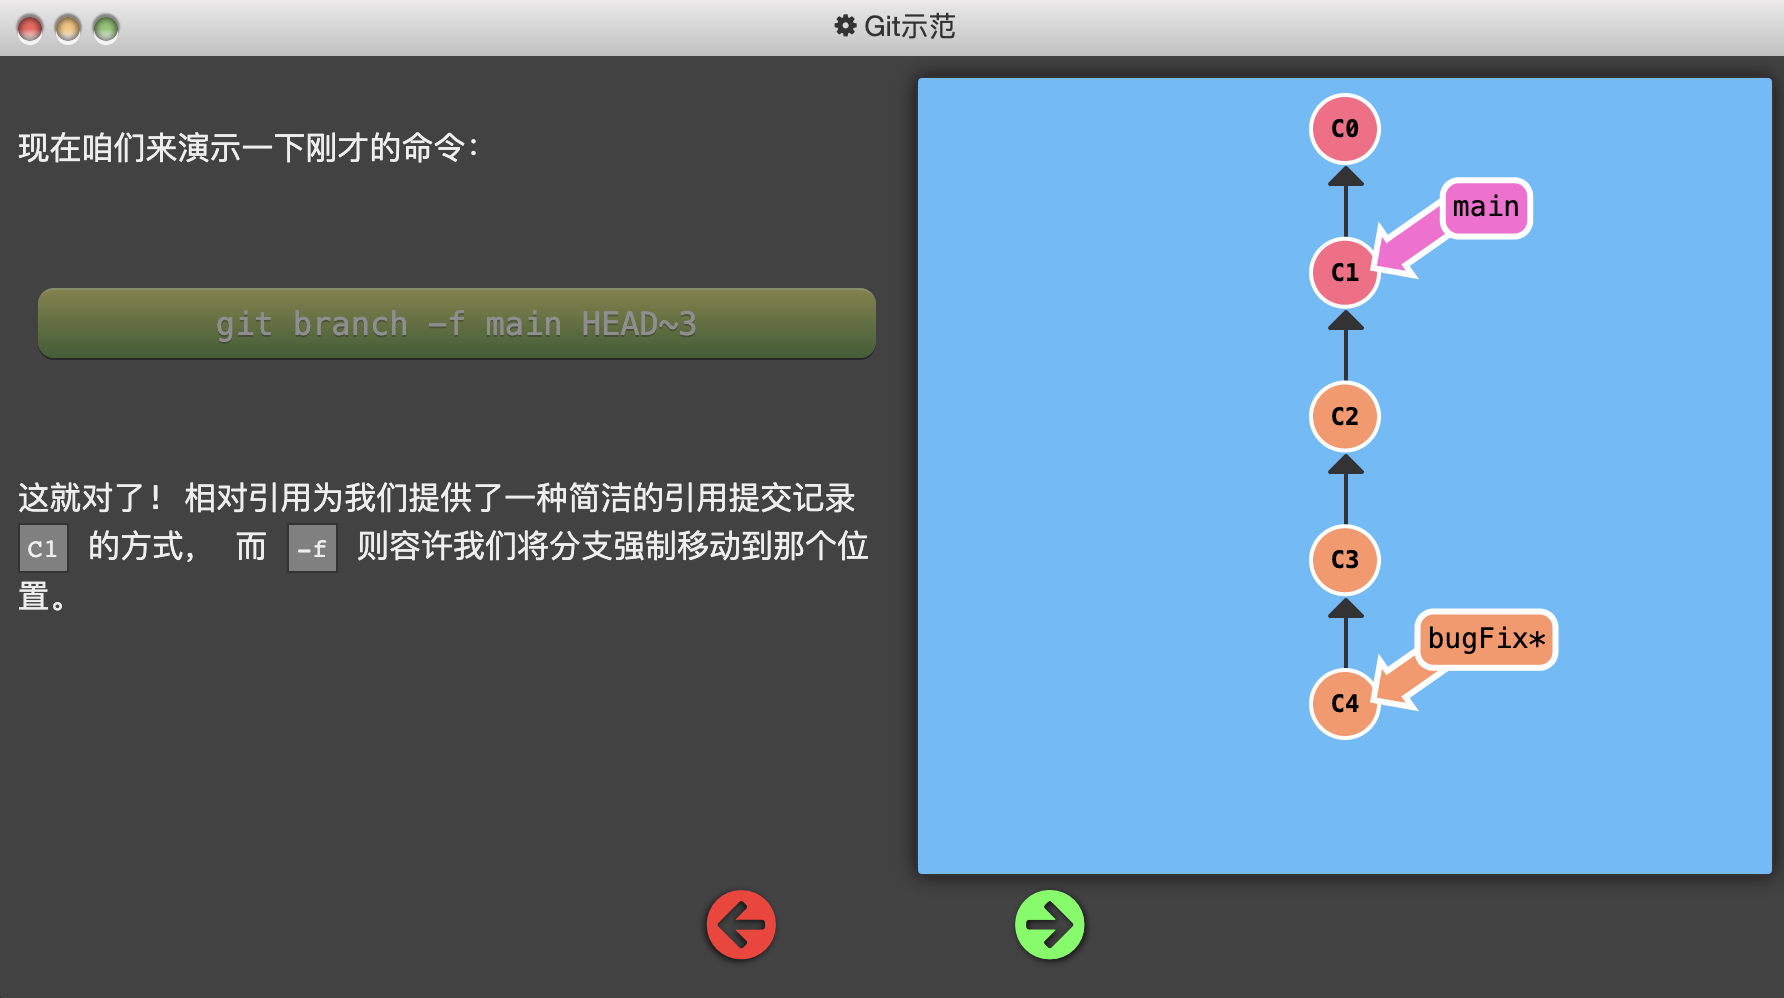 Git示范
现在咱们来演示一下刚才的命令：
git branch -f main HEAD~3
这就对了！相对引用为我们提供了一种简洁的引用提交记录
C1 的方式， 而 -f 则容许我们将分支强制移动到那个位
置。
C0
main
C1
C2
C3
bugFix*
C4